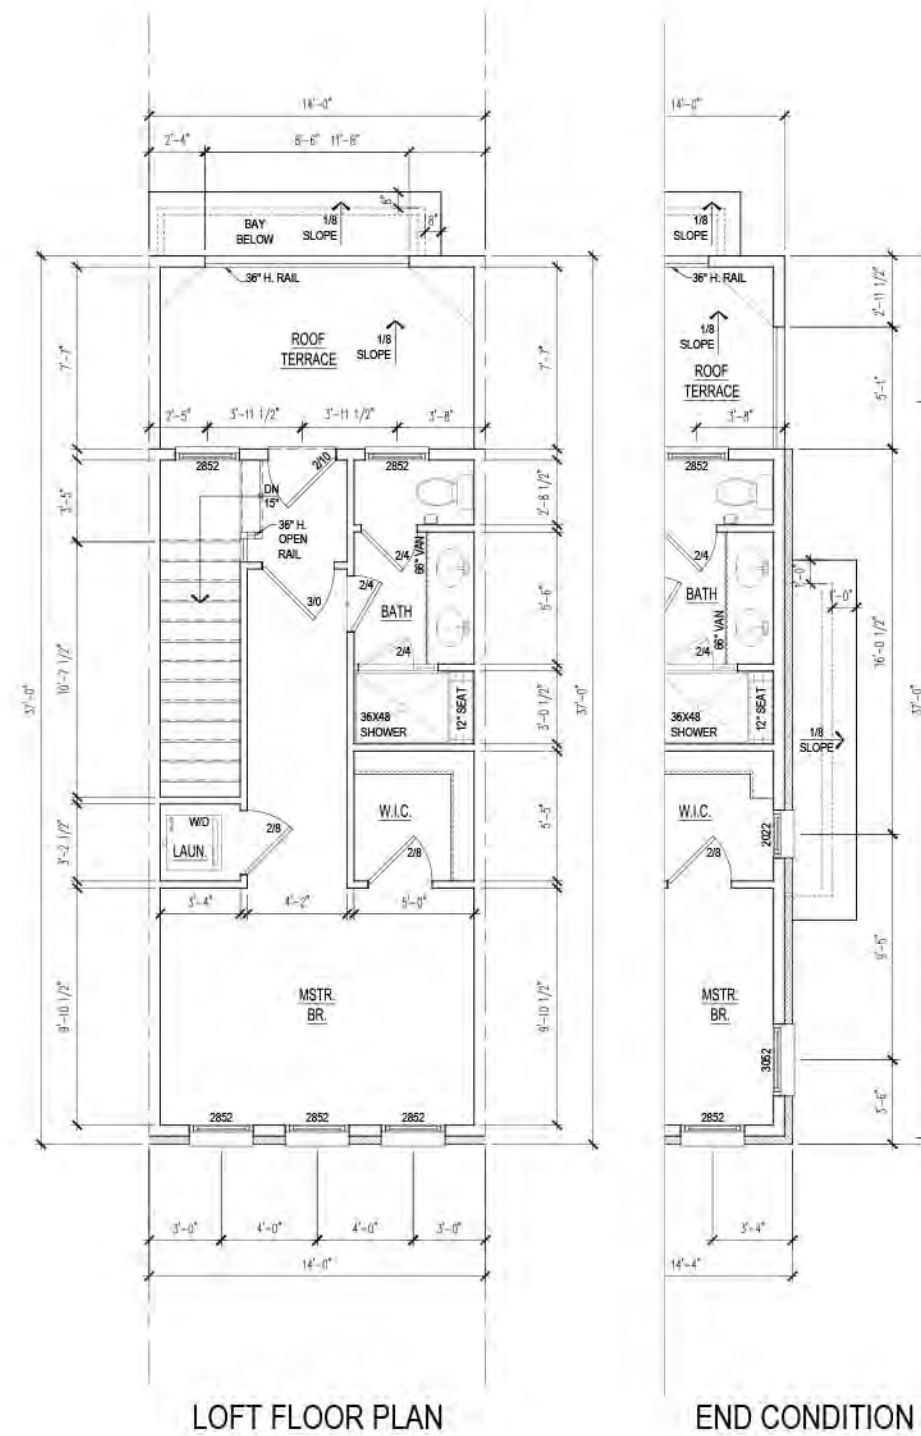 14'-0"
2'-4"
8'-6" 11'-8"
6"
8"
BAY
BELOW
1/8
SLOPE
36" H. RAIL
ROOF
TERRACE
1/8
SLOPE
7'-7"
7'-7"
2'-5"
3'-11 1/2"
3'-11 1/2"
3'-8"
2852
2/10
2852
DN
15"
36" H.
OPEN
RAIL
3'-5"
2'-8 1/2"
2/4
66" VAN
3/0
2/4
BATH
5'-6"
2/4
10'-7 1/2"
37'-0"
37'-0"
36X48
SHOWER
12" SEAT
3'-0 1/2"
W/D
LAUN.
2/8
W.I.C.
2/8
3'-2 1/2"
5'-5"
3'-4"
4'-2"
5'-0"
MSTR.
BR.
9'-10 1/2"
9'-10 1/2"
2852
2852
2852
3'-0"
4'-0"
4'-0"
3'-0"
14'-0"
LOFT FLOOR PLAN
14'-0"
1/8
SLOPE
36" H. RAIL
2'-11 1/2"
1/8
SLOPE
ROOF
TERRACE
5'-1"
3'-8"
2852
2/4
BATH
66" VAN
2/4
1'-0"
1'-0"
16'-0 1/2"
37'-0"
36X48
SHOWER
12" SEAT
1/8
SLOPE
W.I.C.
2/8
2022
9'-6"
MSTR.
BR.
3052
2852
3'-4"
14'-4"
END CONDITION